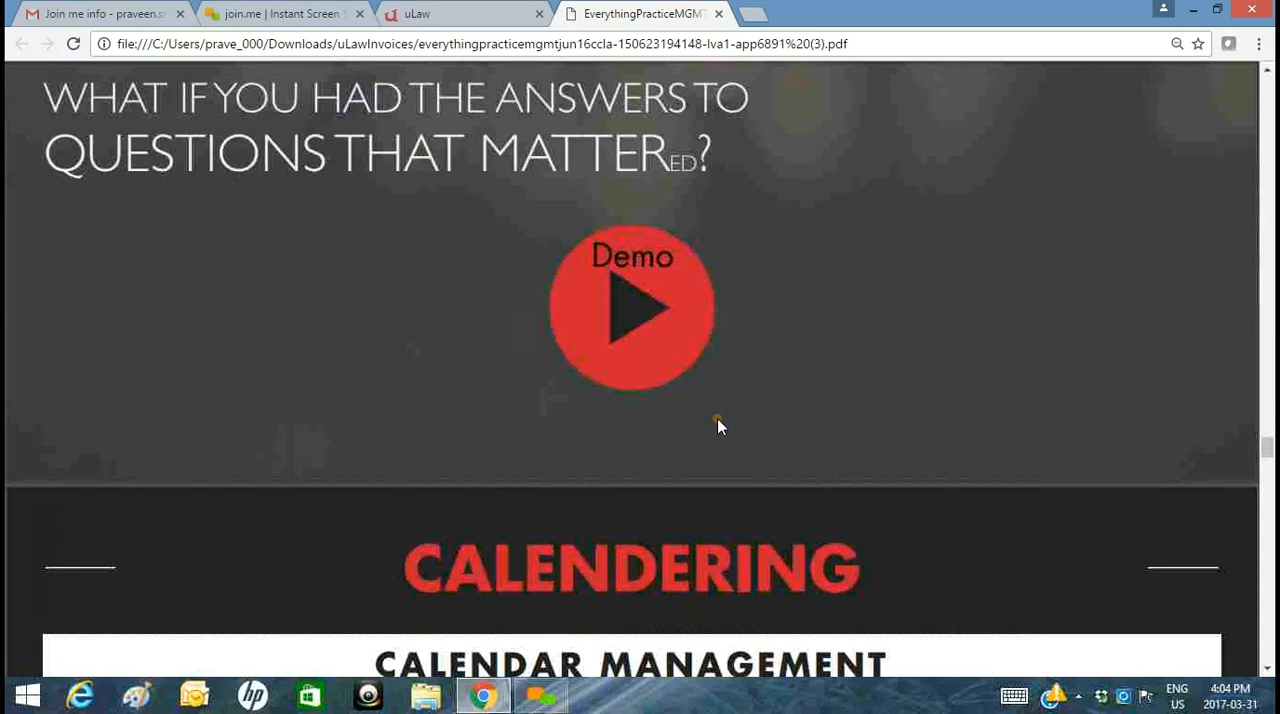 Join me info - praveen.s
join.me | Instant Screen
uLaw
EverythingPracticeMGMT
file:///C:/Users/prave_000/Downloads/uLawInvoices/everythingpracticemgmtjun16ccla-150623194148-lva1-app6891%20(3).pdf
WHAT IF YOU HAD THE ANSWERS TO
QUESTIONS THAT MATTERED?
Demo
CALENDERING
CALENDAR MANAGEMENT
ENG 4:04 PM
US 2017-03-31